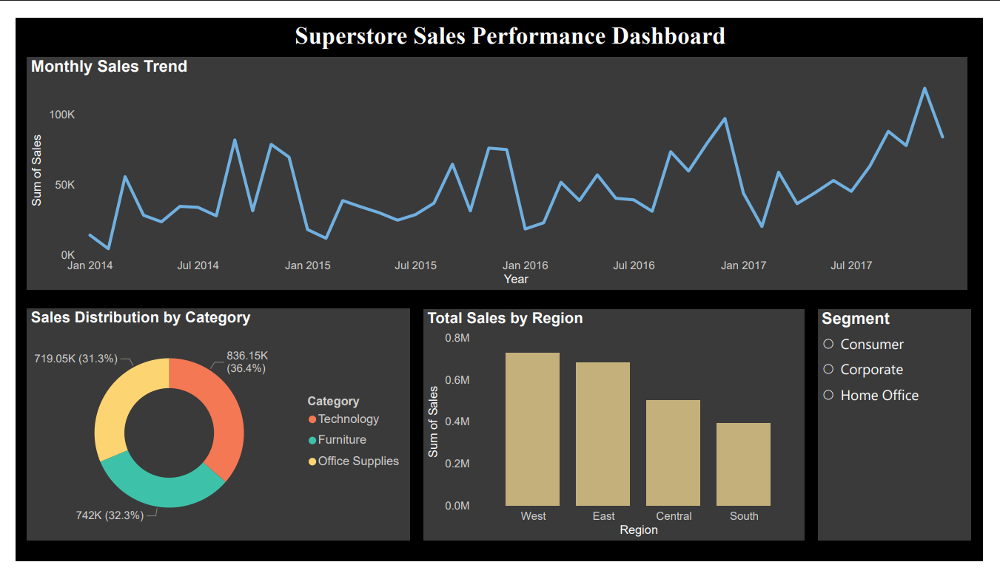 Superstore Sales Performance Dashboard
Monthly Sales Trend
Sum of Sales
100K
50K
0K
Jan 2014 Jul 2014 Jan 2015 Jul 2015 Jan 2016 Jul 2016 Jan 2017 Jul 2017
Year
Sales Distribution by Category
719.05K (31.3%)
836.15K
(36.4%)
742K (32.3%)
Category
Technology
Furniture
Office Supplies
Total Sales by Region
Sum of Sales
0.8M
0.6M
0.4M
0.2M
0.0M
West East Central South
Region
Segment
Consumer
Corporate
Home Office